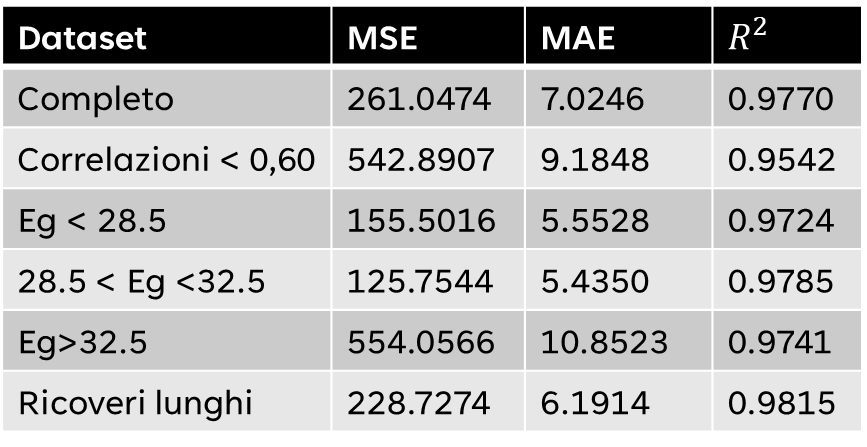 Dataset MSE MAE R²
Completo 261.0474 7.0246 0.9770
Correlazioni < 0,60 542.8907 9.1848 0.9542
Eg < 28.5 155.5016 5.5528 0.9724
28.5 < Eg <32.5 125.7544 5.4350 0.9785
Eg>32.5 554.0566 10.8523 0.9741
Ricoveri lunghi 228.7274 6.1914 0.9815